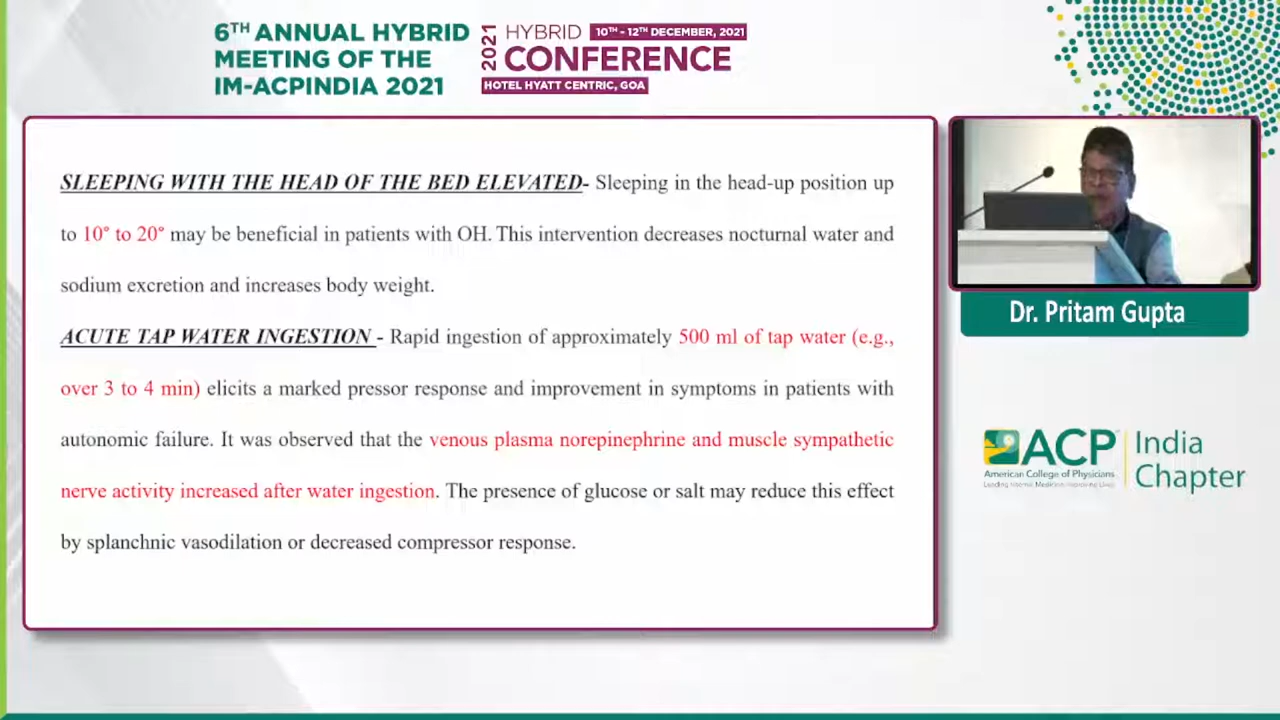 6TH ANNUAL HYBRID
MEETING OF THE
IM-ACPINDIA 2021
2021
HYBRID 10TH - 12TH DECEMBER, 2021
CONFERENCE
HOTEL HYATT CENTRIC, GOA
SLEEPING WITH THE HEAD OF THE BED ELEVATED- Sleeping in the head-up position up
to 10° to 20° may be beneficial in patients with OH. This intervention decreases nocturnal water and
sodium excretion and increases body weight.
ACUTE TAP WATER INGESTION - Rapid ingestion of approximately 500 ml of tap water (e.g.,
over 3 to 4 min) elicits a marked pressor response and improvement in symptoms in patients with
autonomic failure. It was observed that the venous plasma norepinephrine and muscle sympathetic
nerve activity increased after water ingestion. The presence of glucose or salt may reduce this effect
by splanchnic vasodilation or decreased compressor response.
Dr. Pritam Gupta
ACP
American College of Physicians
Leading Internal Medicine, Improving Lives
India
Chapter